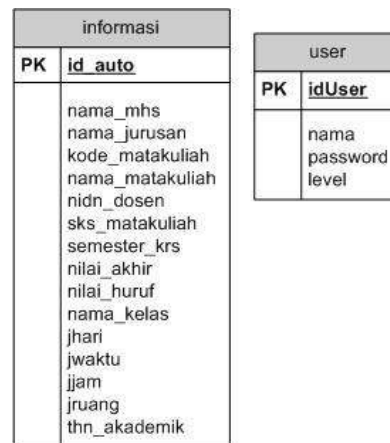 informasi
PK id_auto
nama_mhs
nama_jurusan
kode_matakuliah
nama_matakuliah
nidn_dosen
sks_matakuliah
semester_krs
nilai_akhir
nilai_huruf
nama_kelas
jhari
jwaktu
jjam
jruang
thn_akademik
user
PK idUser
nama
password
level